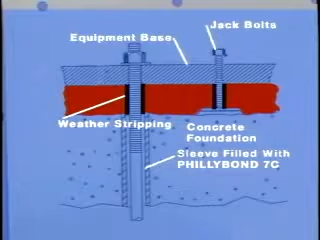 Jack Bolts
Equipment Base
Weather Stripping
Concrete
Foundation
Sleeve Filled With
PHILLYBOND 7C